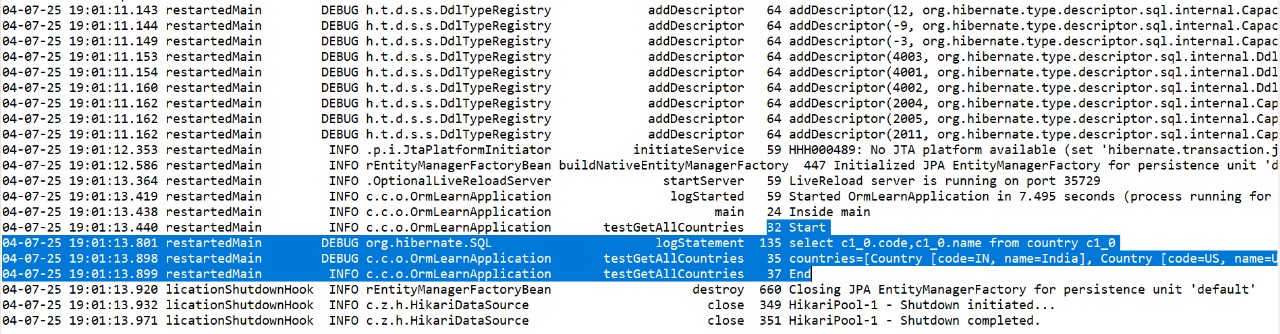 04-07-25 19:01:11.143 restartedMain DEBUG h.t.d.s.s.DdlTypeRegistry addDescriptor 64 addDescriptor(12, org.hibernate.type.descriptor.sql.internal.Capac
04-07-25 19:01:11.146 restartedMain DEBUG h.t.d.s.s.DdlTypeRegistry addDescriptor 64 addDescriptor(-9, org.hibernate.type.descriptor.sql.internal.Capac
04-07-25 19:01:11.149 restartedMain DEBUG h.t.d.s.s.DdlTypeRegistry addDescriptor 64 addDescriptor(-3, org.hibernate.type.descriptor.sql.internal.Capac
04-07-25 19:01:11.153 restartedMain DEBUG h.t.d.s.s.DdlTypeRegistry addDescriptor 64 addDescriptor(4003, org.hibernate.type.descriptor.sql.internal.Ddl
04-07-25 19:01:11.154 restartedMain DEBUG h.t.d.s.s.DdlTypeRegistry addDescriptor 64 addDescriptor(4001, org.hibernate.type.descriptor.sql.internal.Ddl
04-07-25 19:01:11.160 restartedMain DEBUG h.t.d.s.s.DdlTypeRegistry addDescriptor 64 addDescriptor(4002, org.hibernate.type.descriptor.sql.internal.Ddl
04-07-25 19:01:11.162 restartedMain DEBUG h.t.d.s.s.DdlTypeRegistry addDescriptor 64 addDescriptor(2004, org.hibernate.type.descriptor.sql.internal.Cap
04-07-25 19:01:11.162 restartedMain DEBUG h.t.d.s.s.DdlTypeRegistry addDescriptor 64 addDescriptor(2005, org.hibernate.type.descriptor.sql.internal.Cap
04-07-25 19:01:11.162 restartedMain DEBUG h.t.d.s.s.DdlTypeRegistry addDescriptor 64 addDescriptor(2011, org.hibernate.type.descriptor.sql.internal.Cap
04-07-25 19:01:12.353 restartedMain INFO .p.i.JtaPlatformInitiator initiateService 59 HHH000489: No JTA platform available (set 'hibernate.transaction.j
04-07-25 19:01:12.586 restartedMain INFO rEntityManagerFactoryBean buildNativeEntityManagerFactory 447 Initialized JPA EntityManagerFactory for persistence unit 'd
04-07-25 19:01:13.364 restartedMain INFO .OptionalLiveReloadServer startServer 59 LiveReload server is running on port 35729
04-07-25 19:01:13.419 restartedMain INFO c.c.o.OrmLearnApplication logStarted 59 Started OrmLearnApplication in 7.495 seconds (process running for
04-07-25 19:01:13.438 restartedMain INFO c.c.o.OrmLearnApplication main 24 Inside main
04-07-25 19:01:13.440 restartedMain INFO c.c.o.OrmLearnApplication testGetAllCountries 32 Start
04-07-25 19:01:13.801 restartedMain DEBUG org.hibernate.SQL logStatement 135 select c1_0.code,c1_0.name from country c1_0
04-07-25 19:01:13.898 restartedMain DEBUG c.c.o.OrmLearnApplication testGetAllCountries 35 countries=[Country [code=IN, name=India], Country [code=US, name=U
04-07-25 19:01:13.899 restartedMain INFO c.c.o.OrmLearnApplication testGetAllCountries 37 End
04-07-25 19:01:13.920 licationShutdownHook INFO rEntityManagerFactoryBean destroy 660 Closing JPA EntityManagerFactory for persistence unit 'default'
04-07-25 19:01:13.932 licationShutdownHook INFO c.z.h.HikariDataSource close 349 HikariPool-1 - Shutdown initiated...
04-07-25 19:01:13.971 licationShutdownHook INFO c.z.h.HikariDataSource close 351 HikariPool-1 - Shutdown completed.